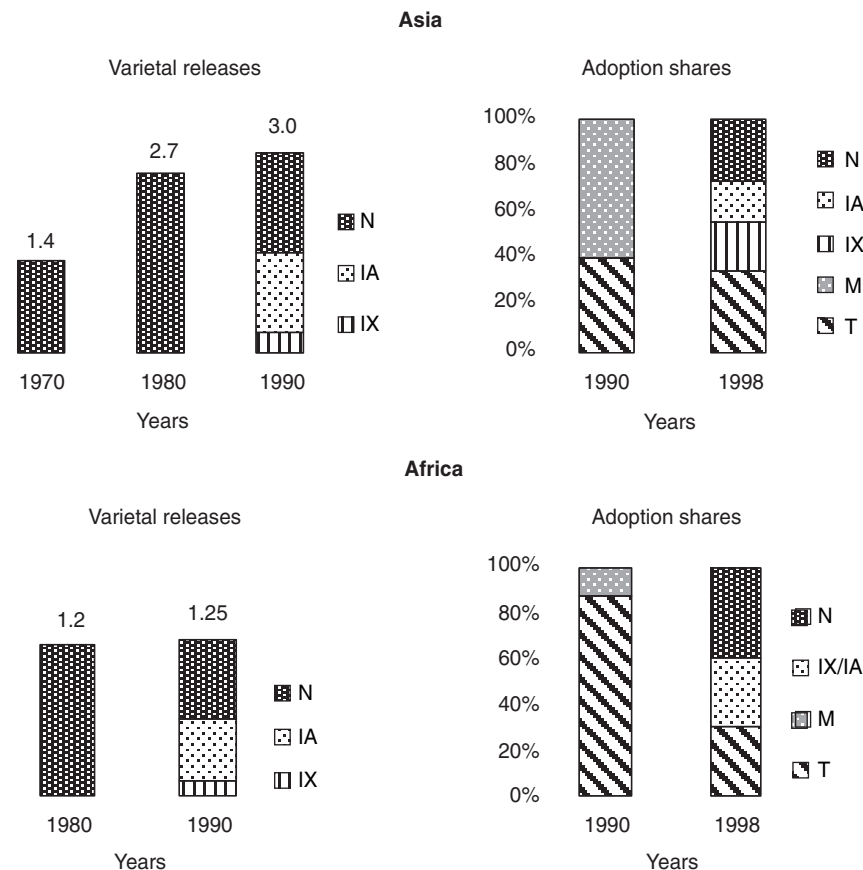 Asia
Varietal releases
1.4
2.7
3.0
N
IA
IX
1970
1980
1990
Years
Adoption shares
100%
80%
60%
40%
20%
0%
N
IA
IX
M
T
1990
1998
Years
Africa
Varietal releases
1.2
1.25
N
IA
IX
1980
1990
Years
Adoption shares
100%
80%
60%
40%
20%
0%
N
IX/IA
M
T
1990
1998
Years